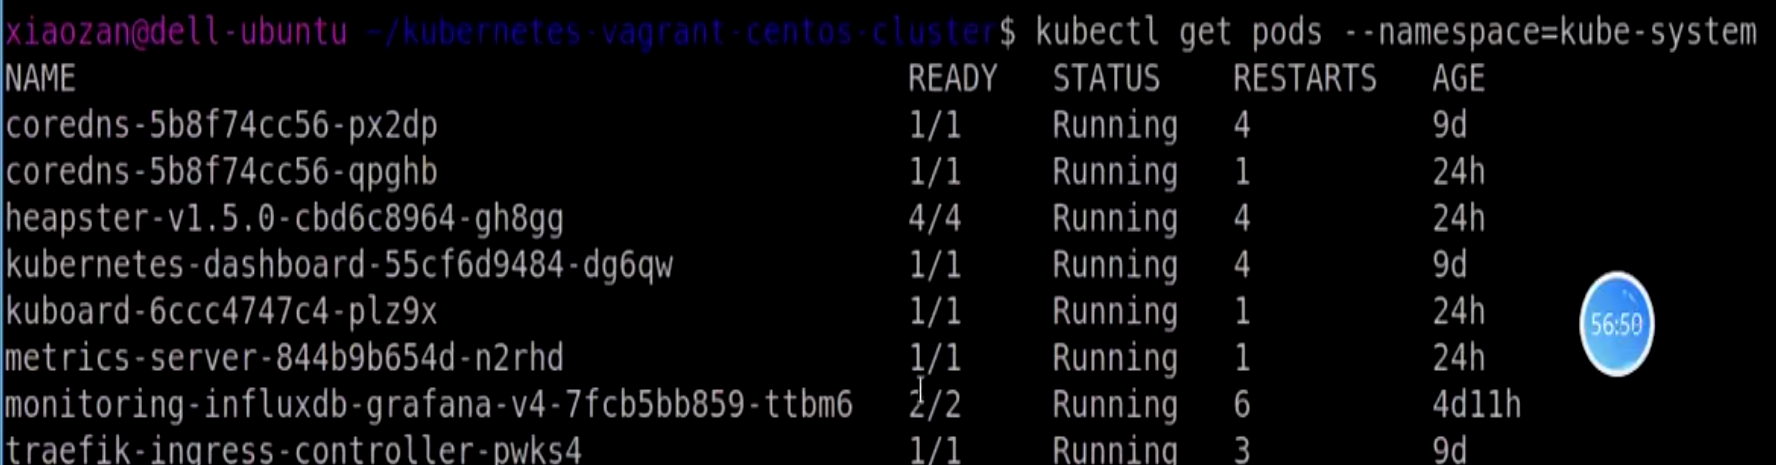 xiaozan@dell-ubuntu ~/kubernetes-vagrant-centos-cluster$ kubectl get pods --namespace=kube-system
NAME READY STATUS RESTARTS AGE
coredns-5b8f74cc56-px2dp 1/1 Running 4 9d
coredns-5b8f74cc56-qpghb 1/1 Running 1 24h
heapster-v1.5.0-cbd6c8964-gh8gg 4/4 Running 4 24h
kubernetes-dashboard-55cf6d9484-dg6qw 1/1 Running 4 9d
kuboard-6ccc4747c4-plz9x 1/1 Running 1 24h
56:50
metrics-server-844b9b654d-n2rhd 1/1 Running 1 24h
monitoring-influxdb-grafana-v4-7fcb5bb859-ttbm6 2/2 Running 6 4d11h
traefik-ingress-controller-pwks4 1/1 Running 3 9d